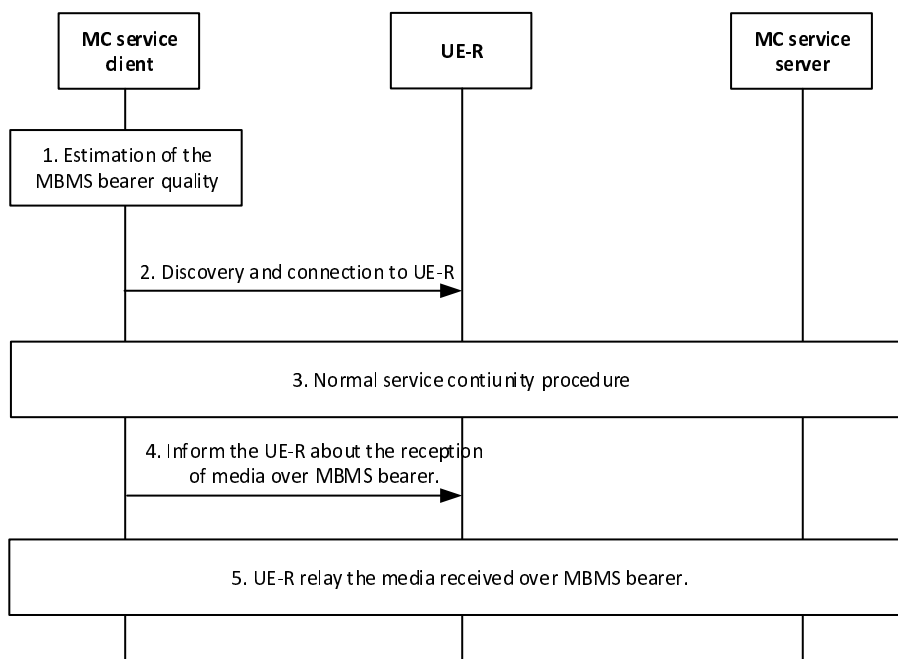 MC service
client
UE-R
MC service
server
1. Estimation of the
MBMS bearer quality
2. Discovery and connection to UE-R
3. Normal service contiunity procedure
4. Inform the UE-R about the reception
of media over MBMS bearer.
5. UE-R relay the media received over MBMS bearer.